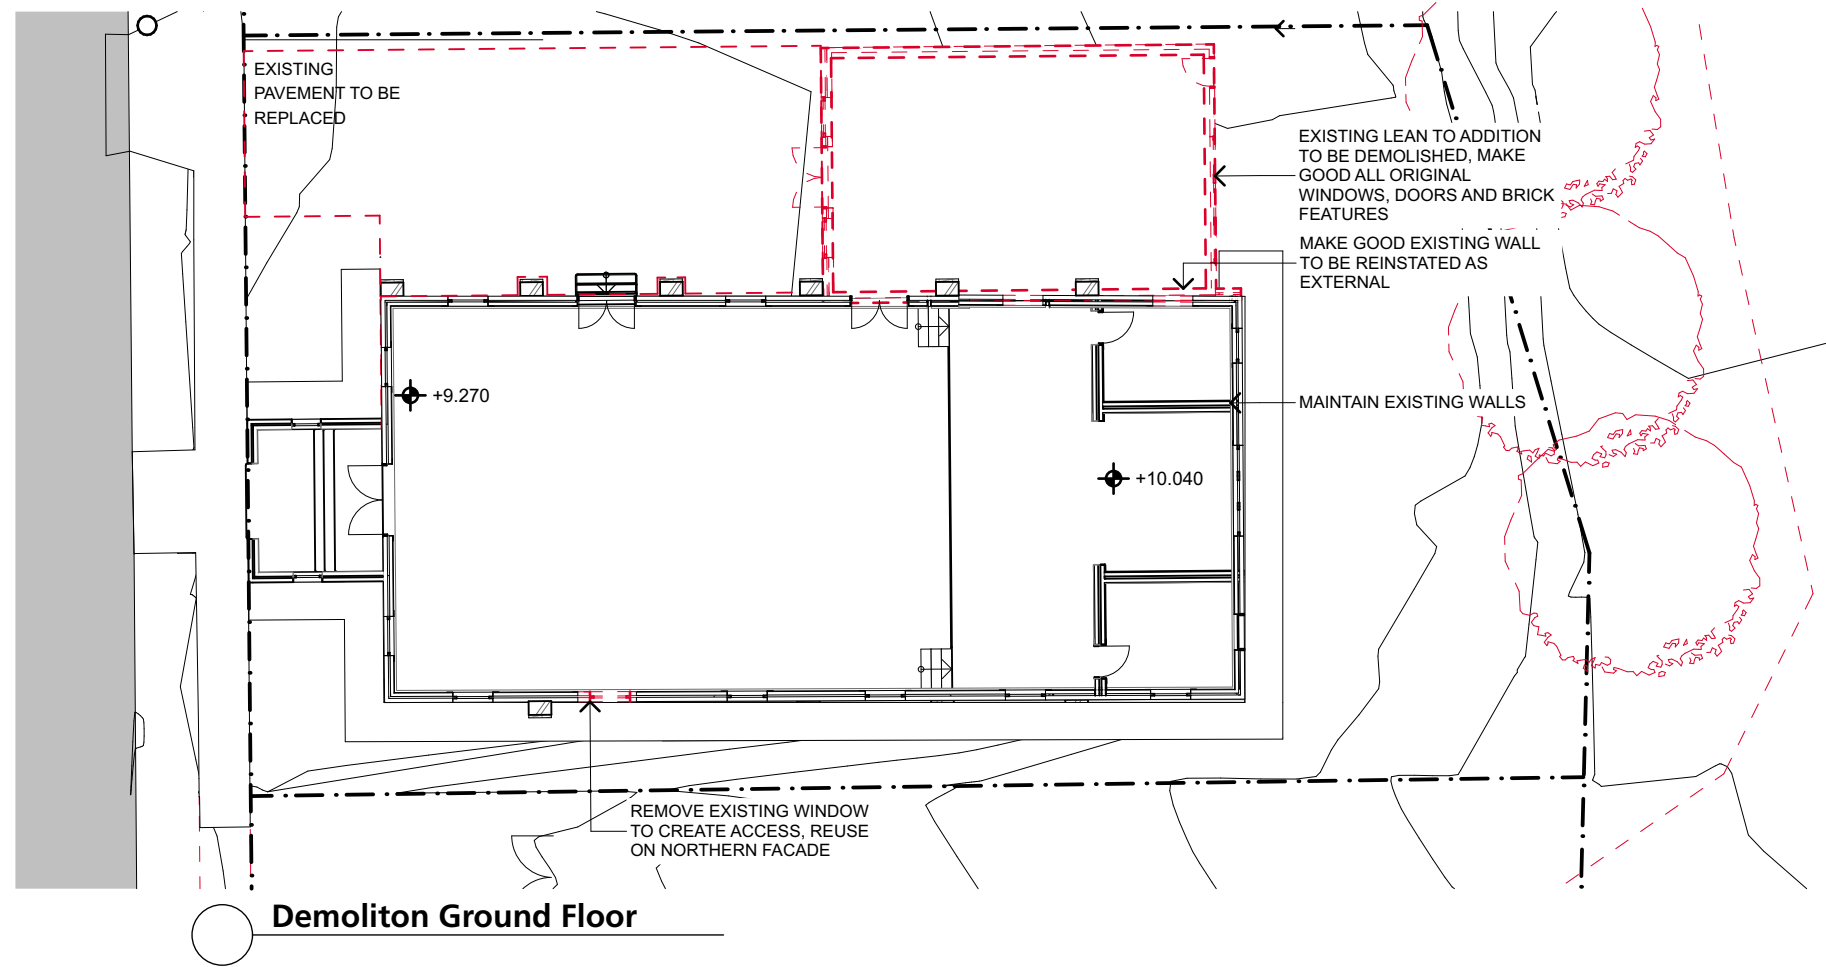 EXISTING
PAVEMENT TO BE
REPLACED
EXISTING LEAN TO ADDITION
TO BE DEMOLISHED, MAKE
GOOD ALL ORIGINAL
WINDOWS, DOORS AND BRICK
FEATURES
MAKE GOOD EXISTING WALL
TO BE REINSTATED AS
EXTERNAL
+9.270
MAINTAIN EXISTING WALLS
+10.040
REMOVE EXISTING WINDOW
TO CREATE ACCESS, REUSE
ON NORTHERN FACADE
Demoliton Ground Floor